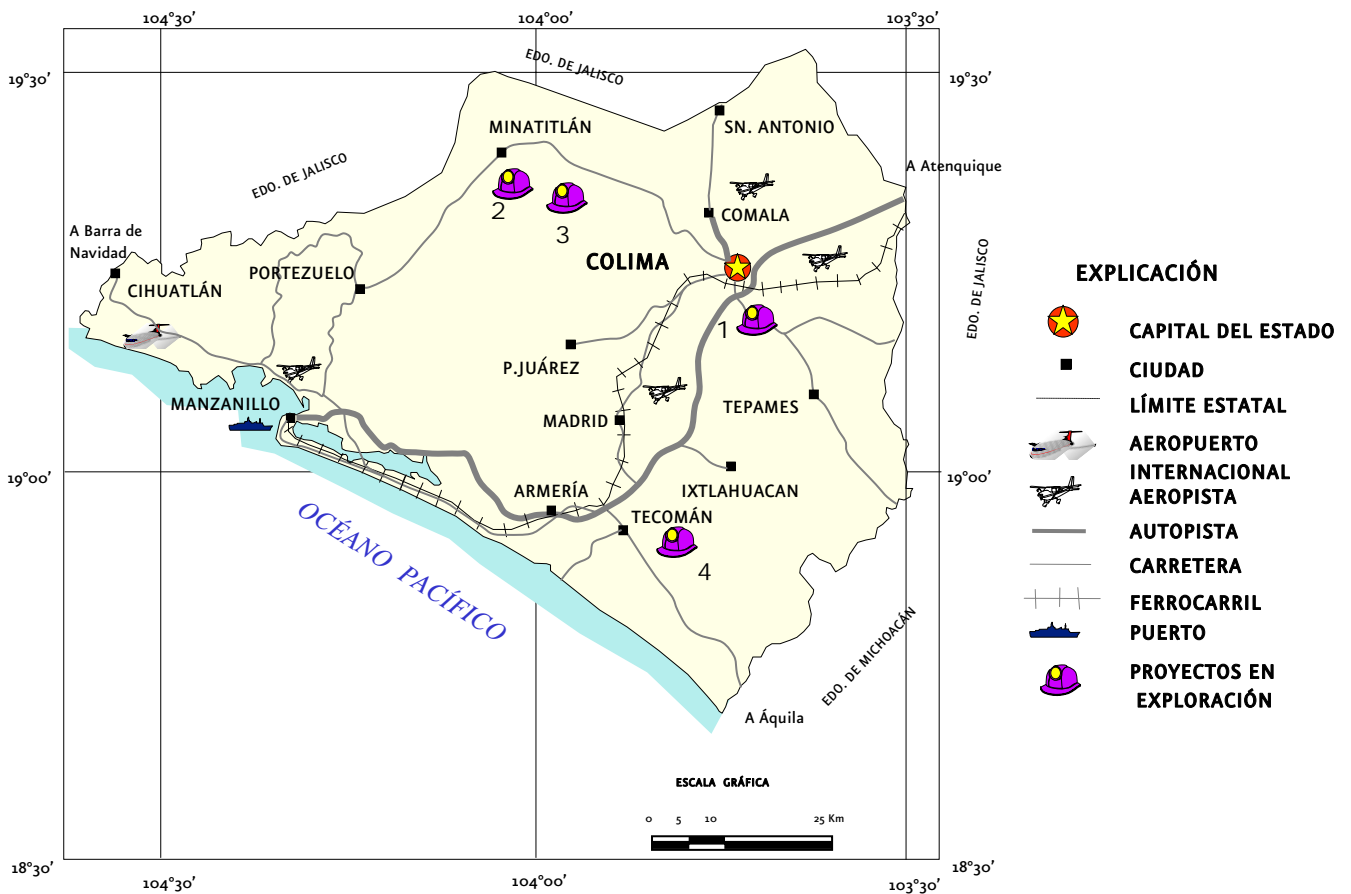 104°30'
104°00'
103°30'
19°30'
19°30'
EDO. DE JALISCO
MINATITLÁN
SN. ANTONIO
A Atenquique
EDO. DE JALISCO
2
3
COMALA
A Barra de
Navidad
COLIMA
EDO. DE JALISCO
PORTEZUELO
CIHUATLÁN
1
P.JUÁREZ
MANZANILLO
MADRID
TEPAMES
19°00'
19°00'
ARMERÍA
IXTLAHUACAN
TECOMÁN
4
OCÉANO PACÍFICO
EDO. DE MICHOACÁN
A Áquila
ESCALA GRÁFICA
0 5 10 25 Km
18°30'
18°30'
104°30'
104°00'
103°30'
EXPLICACIÓN
CAPITAL DEL ESTADO
CIUDAD
LÍMITE ESTATAL
AEROPUERTO
INTERNACIONAL
AEROPISTA
AUTOPISTA
CARRETERA
FERROCARRIL
PUERTO
PROYECTOS EN
EXPLORACIÓN